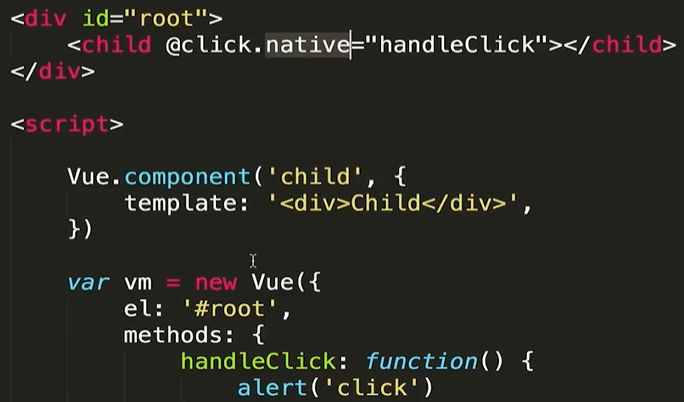 <div id="root">
    <child @click.native="handleClick"></child>
</div>

<script>

    Vue.component('child', {
        template: '<div>Child</div>',
    })

    var vm = new Vue({
        el: '#root',
        methods: {
            handleClick: function() {
                alert('click')